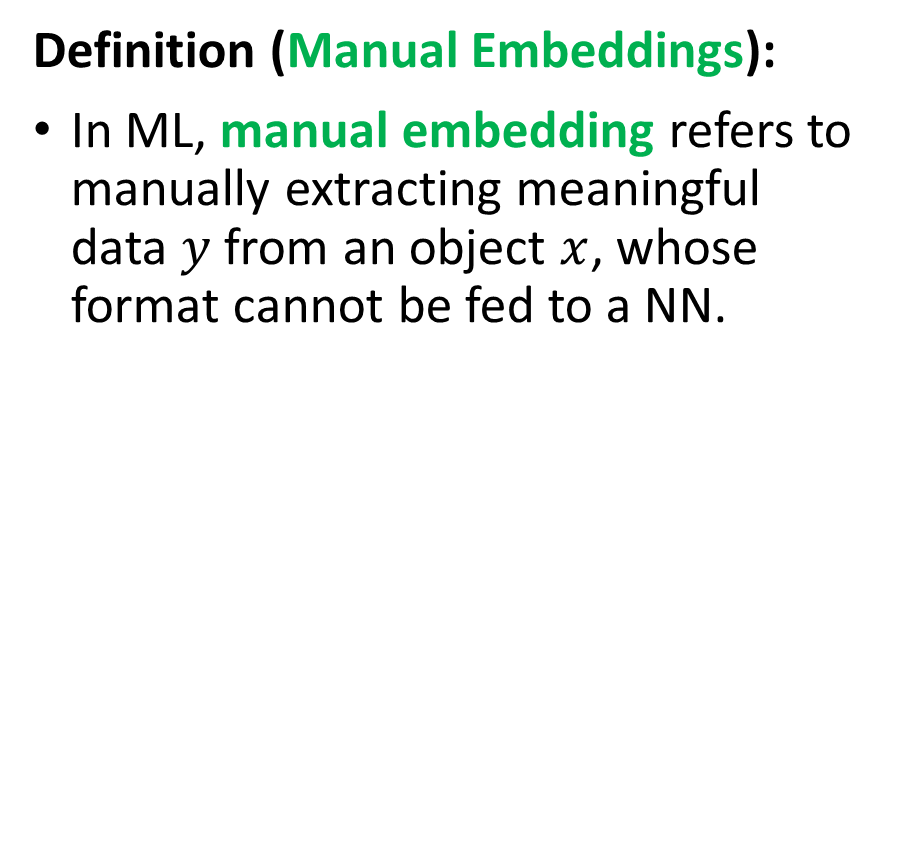 Definition (Manual Embeddings):
• In ML, manual embedding refers to
manually extracting meaningful
data y from an object x, whose
format cannot be fed to a NN.